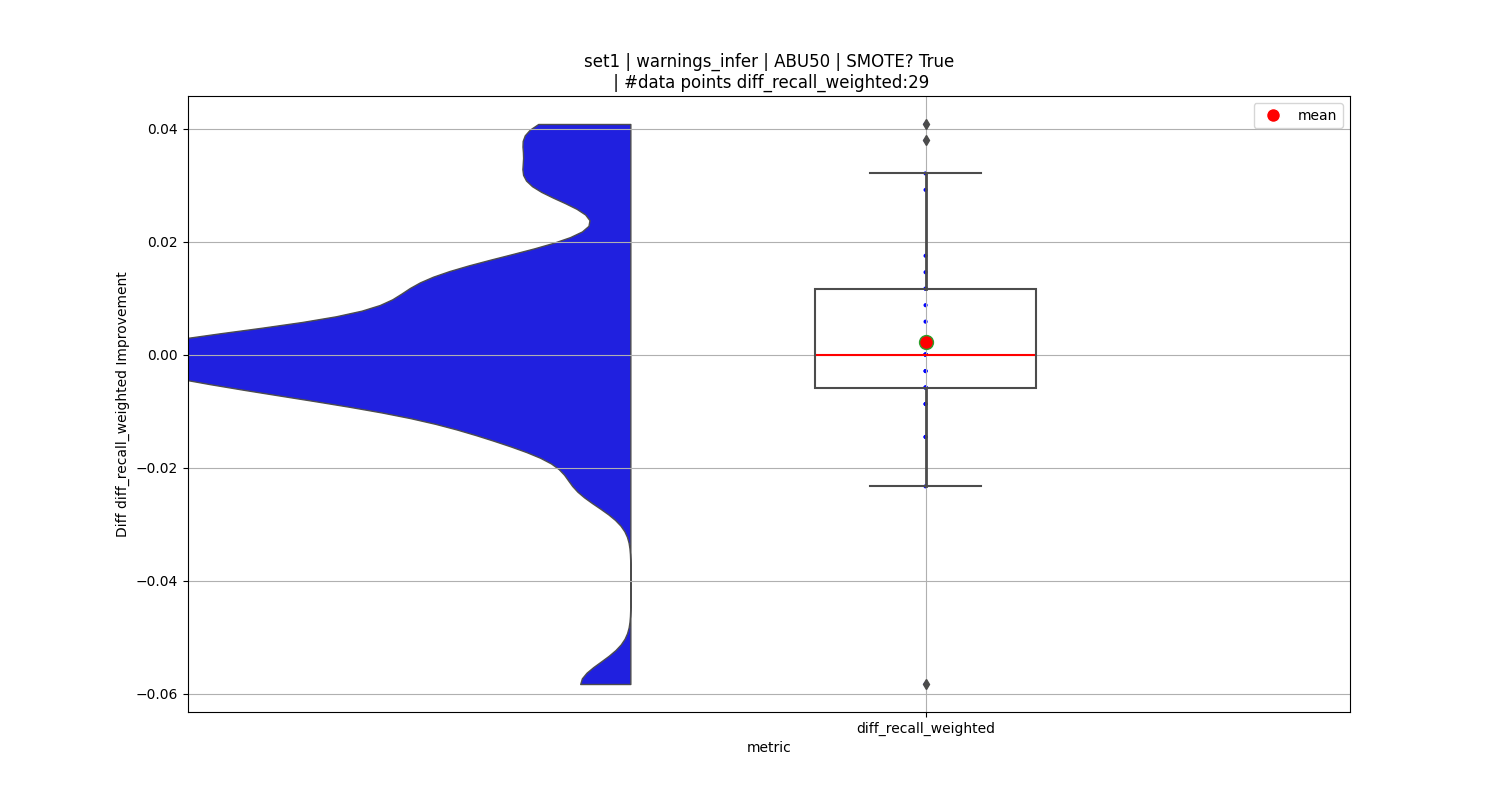 set1 | warnings_infer | ABU50 | SMOTE? True
| #data points diff_recall_weighted:29
mean
0.04
0.02
0.00
−0.02
−0.04
−0.06
Diff diff_recall_weighted Improvement
diff_recall_weighted
metric